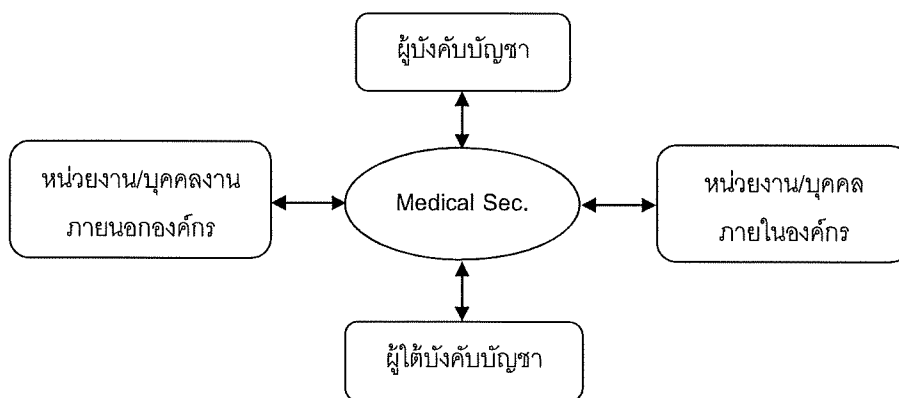 ผู้บังคับบัญชา
หน่วยงาน/บุคคลงาน
ภายนอกองค์กร
Medical Sec.
หน่วยงาน/บุคคล
ภายในองค์กร
ผู้ใต้บังคับบัญชา